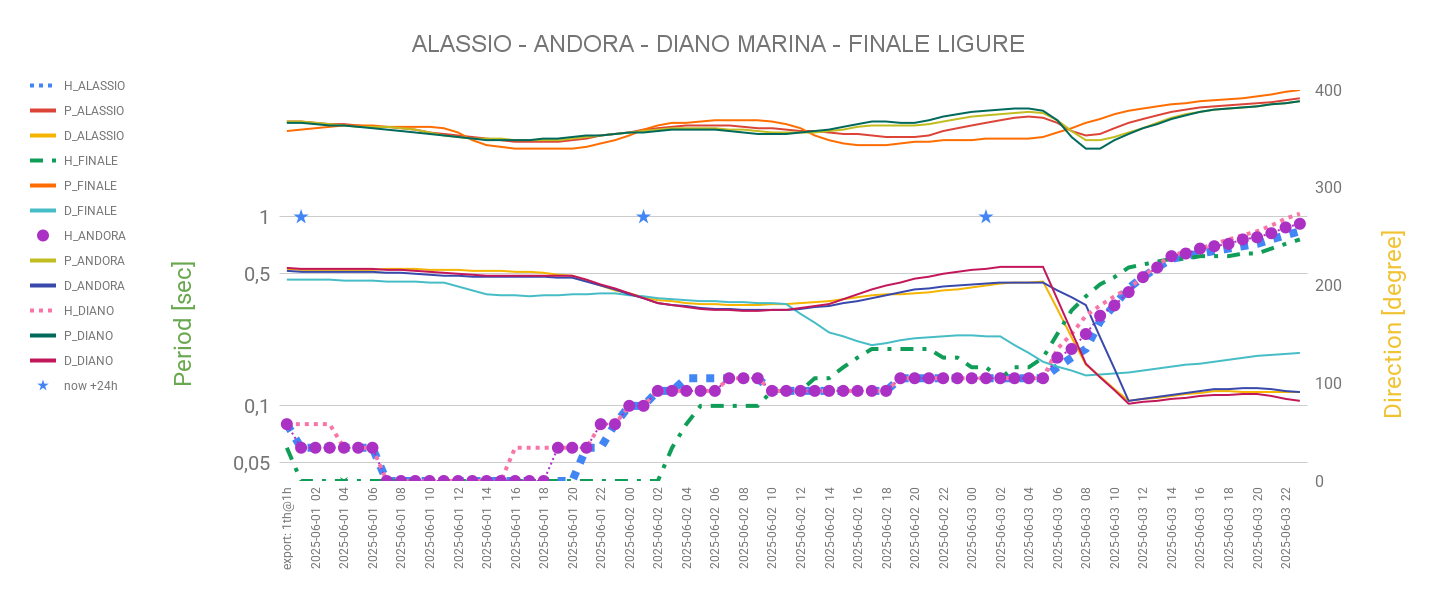 ALASSIO - ANDORA - DIANO MARINA - FINALE LIGURE
H_ALASSIO
P_ALASSIO
D_ALASSIO
H_FINALE
P_FINALE
D_FINALE
H_ANDORA
P_ANDORA
D_ANDORA
H_DIANO
P_DIANO
D_DIANO
now +24h
Period [sec]
1
0,5
0,1
0,05
400
300
200
100
0
Direction [degree]
export: 1th@1h
2025-06-01 02
2025-06-01 04
2025-06-01 06
2025-06-01 08
2025-06-01 10
2025-06-01 12
2025-06-01 14
2025-06-01 16
2025-06-01 18
2025-06-01 20
2025-06-01 22
2025-06-02 00
2025-06-02 02
2025-06-02 04
2025-06-02 06
2025-06-02 08
2025-06-02 10
2025-06-02 12
2025-06-02 14
2025-06-02 16
2025-06-02 18
2025-06-02 20
2025-06-02 22
2025-06-03 00
2025-06-03 02
2025-06-03 04
2025-06-03 06
2025-06-03 08
2025-06-03 10
2025-06-03 12
2025-06-03 14
2025-06-03 16
2025-06-03 18
2025-06-03 20
2025-06-03 22